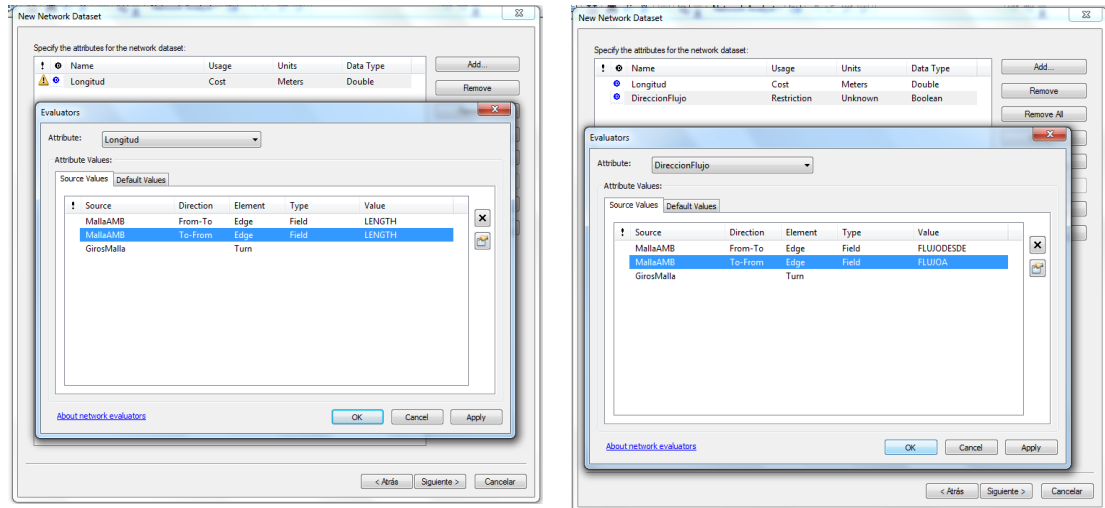 New Network Dataset
Specify the attributes for the network dataset:
! Name Usage Units Data Type
Longitud Cost Meters Double
Add...
Remove
Evaluators
Attribute: Longitud
Attribute Values:
Source Values Default Values
! Source Direction Element Type Value
MallaAMB From-To Edge Field LENGTH
MallaAMB To-From Edge Field LENGTH
GirosMalla Turn
About network evaluators
OK Cancel Apply
< Atrás Siguiente > Cancelar
New Network Dataset
Specify the attributes for the network dataset:
! Name Usage Units Data Type
Longitud Cost Meters Double
DireccionFlujo Restriction Unknown Boolean
Add...
Remove
Remove All
Evaluators
Attribute: DireccionFlujo
Attribute Values:
Source Values Default Values
! Source Direction Element Type Value
MallaAMB From-To Edge Field FLUJODESDE
MallaAMB To-From Edge Field FLUJOA
GirosMalla Turn
About network evaluators
OK Cancel Apply
< Atrás Siguiente > Cancelar